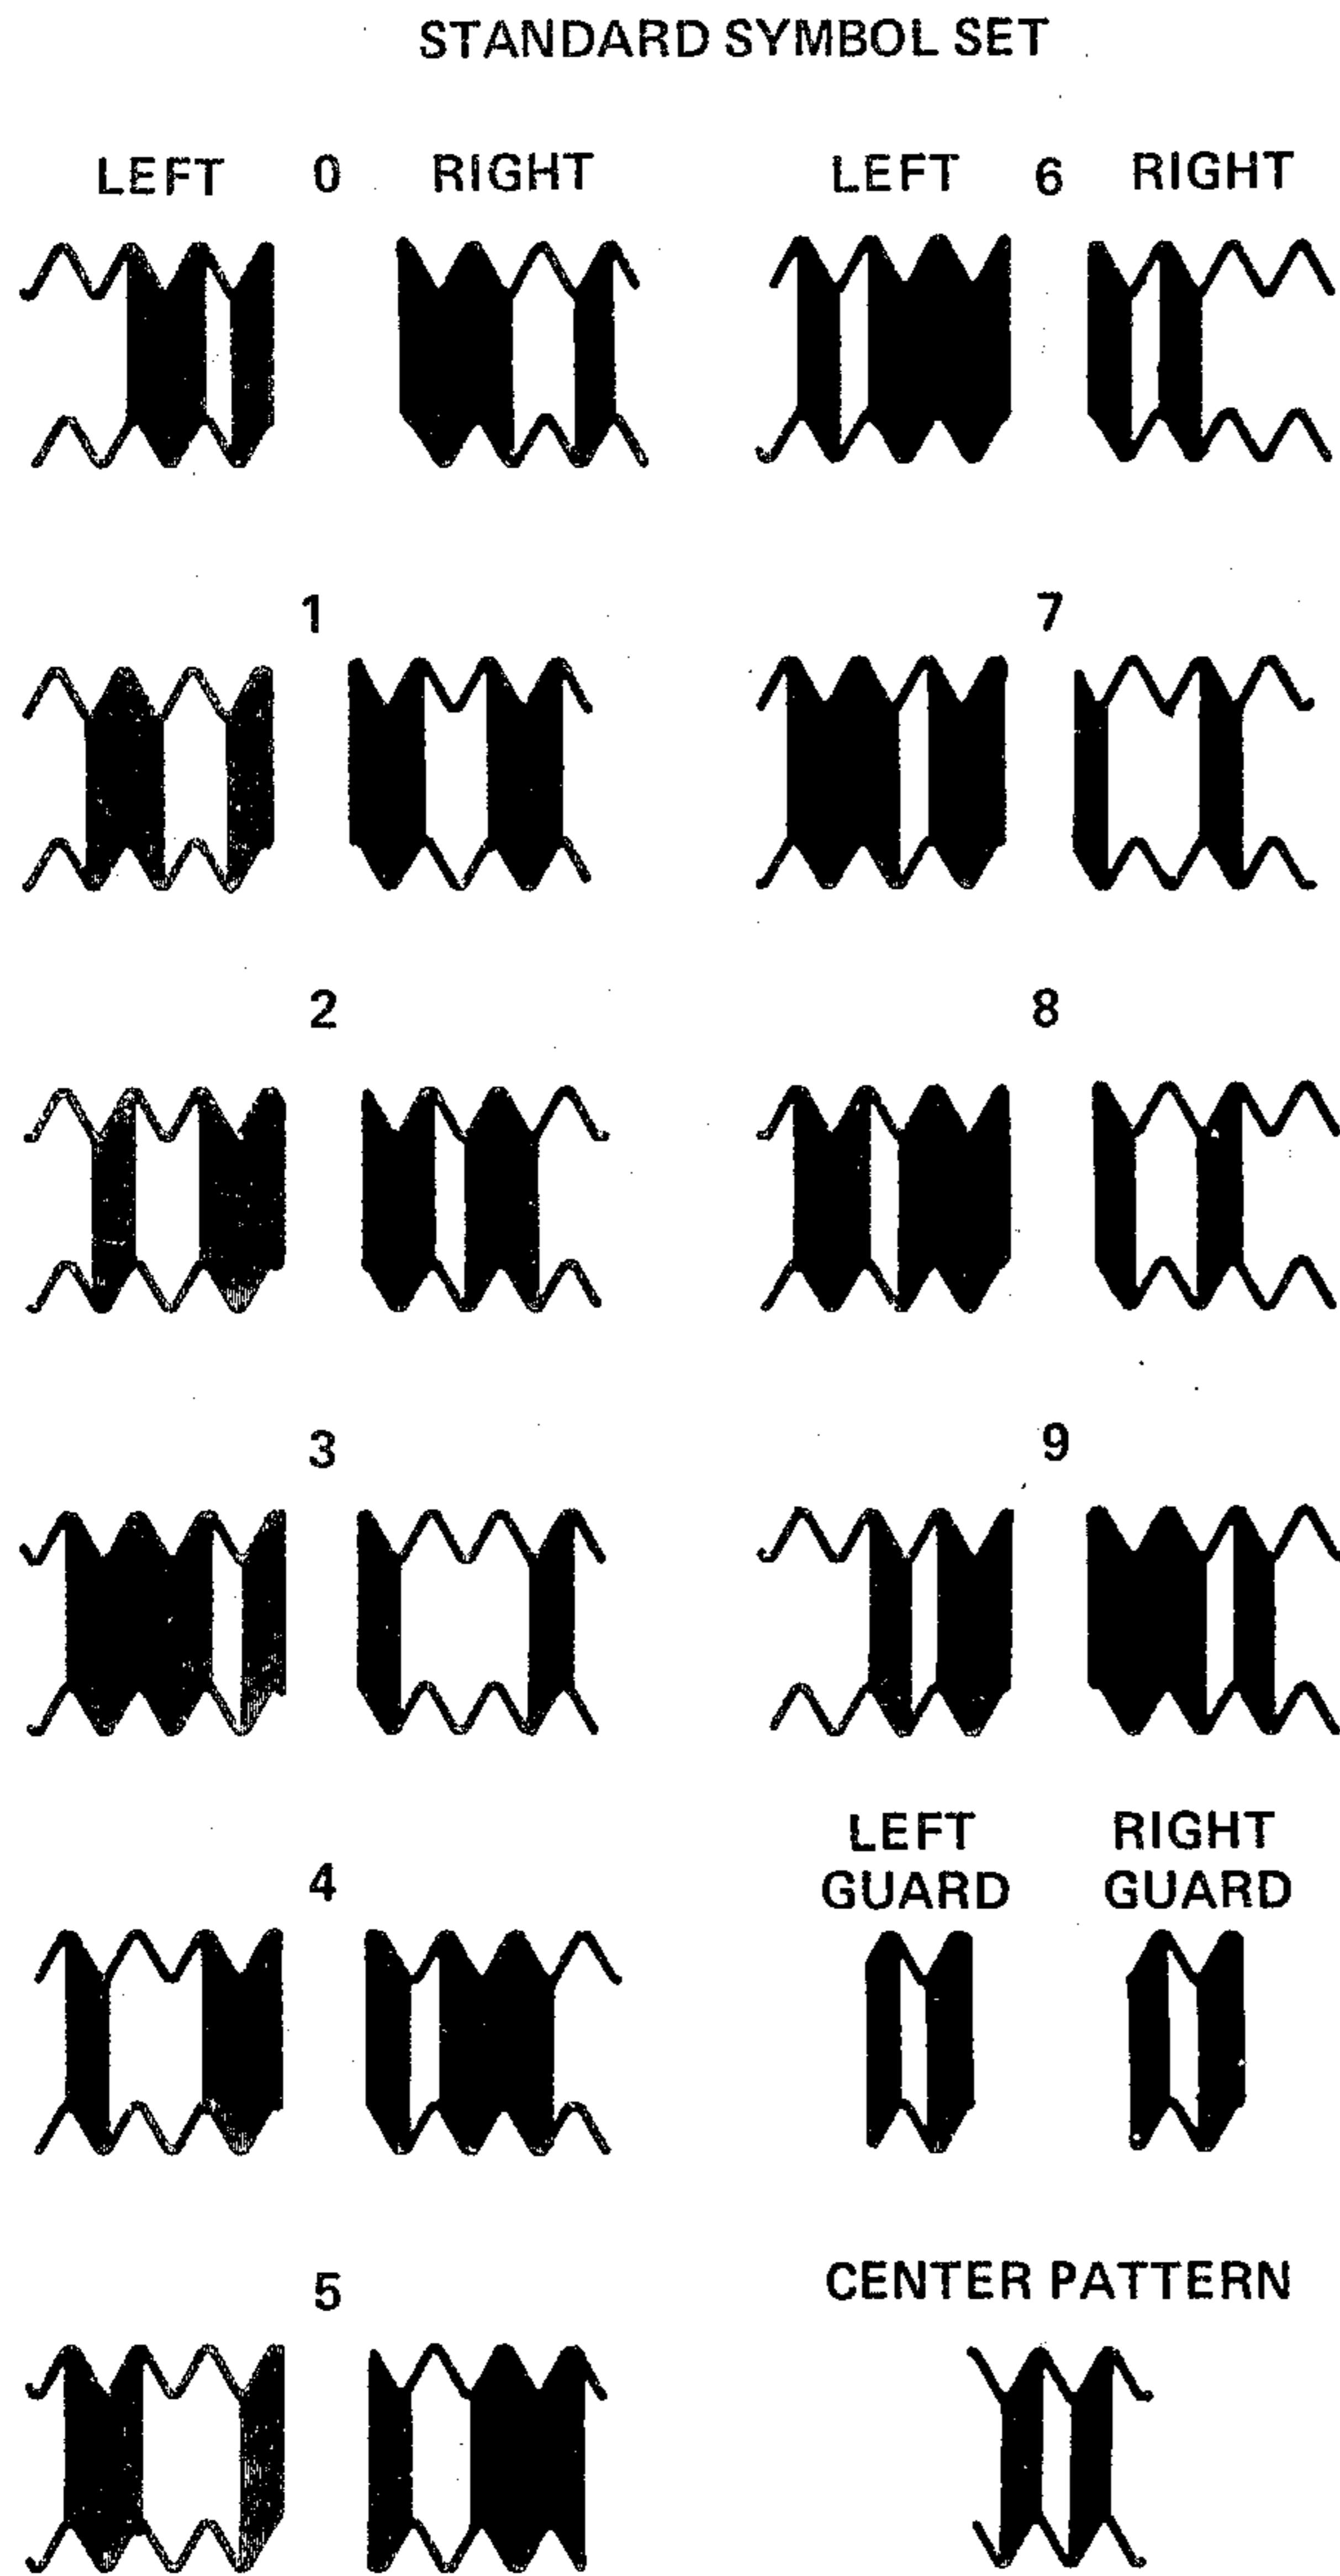 STANDARD SYMBOL SET
LEFT 0 RIGHT
LEFT 6 RIGHT
1
7
2
8
3
9
4
LEFT GUARD
RIGHT GUARD
5
CENTER PATTERN